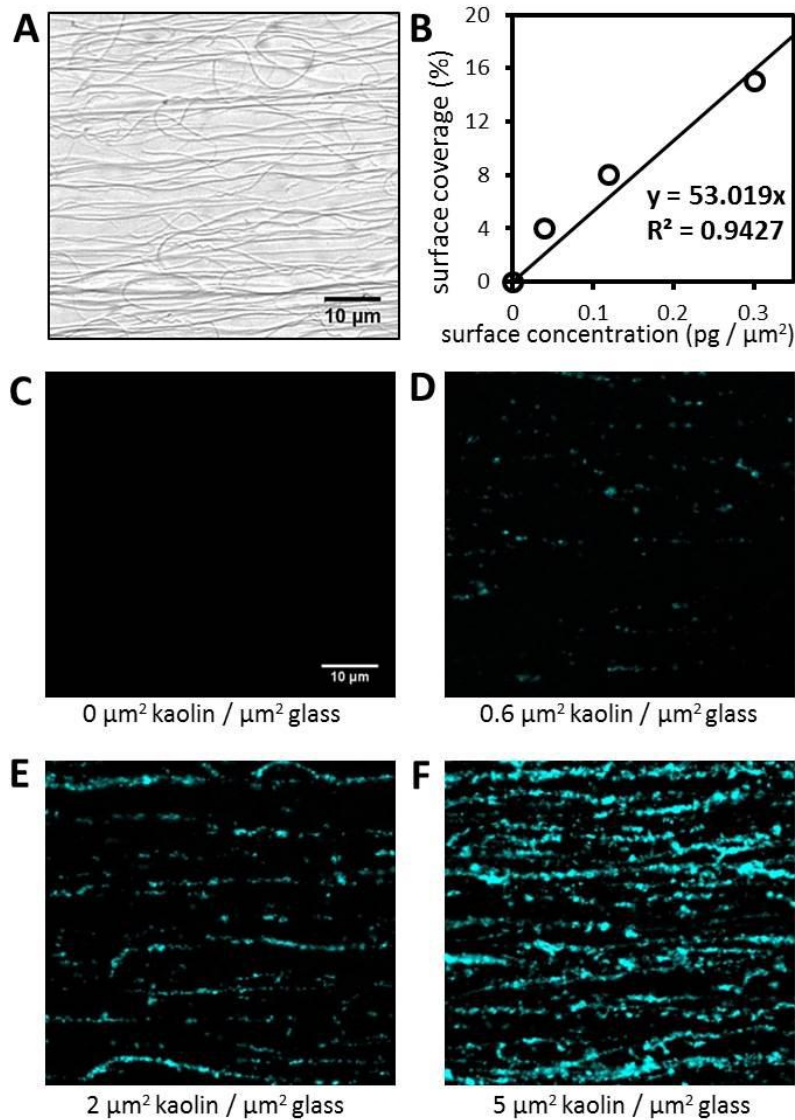 A
10 µm
B
surface coverage (%)
20
16
12
8
4
0
y = 53.019x
R² = 0.9427
0 0.1 0.2 0.3
surface concentration (pg / µm²)
C
10 µm
0 µm² kaolin / µm² glass
D
0.6 µm² kaolin / µm² glass
E
2 µm² kaolin / µm² glass
F
5 µm² kaolin / µm² glass